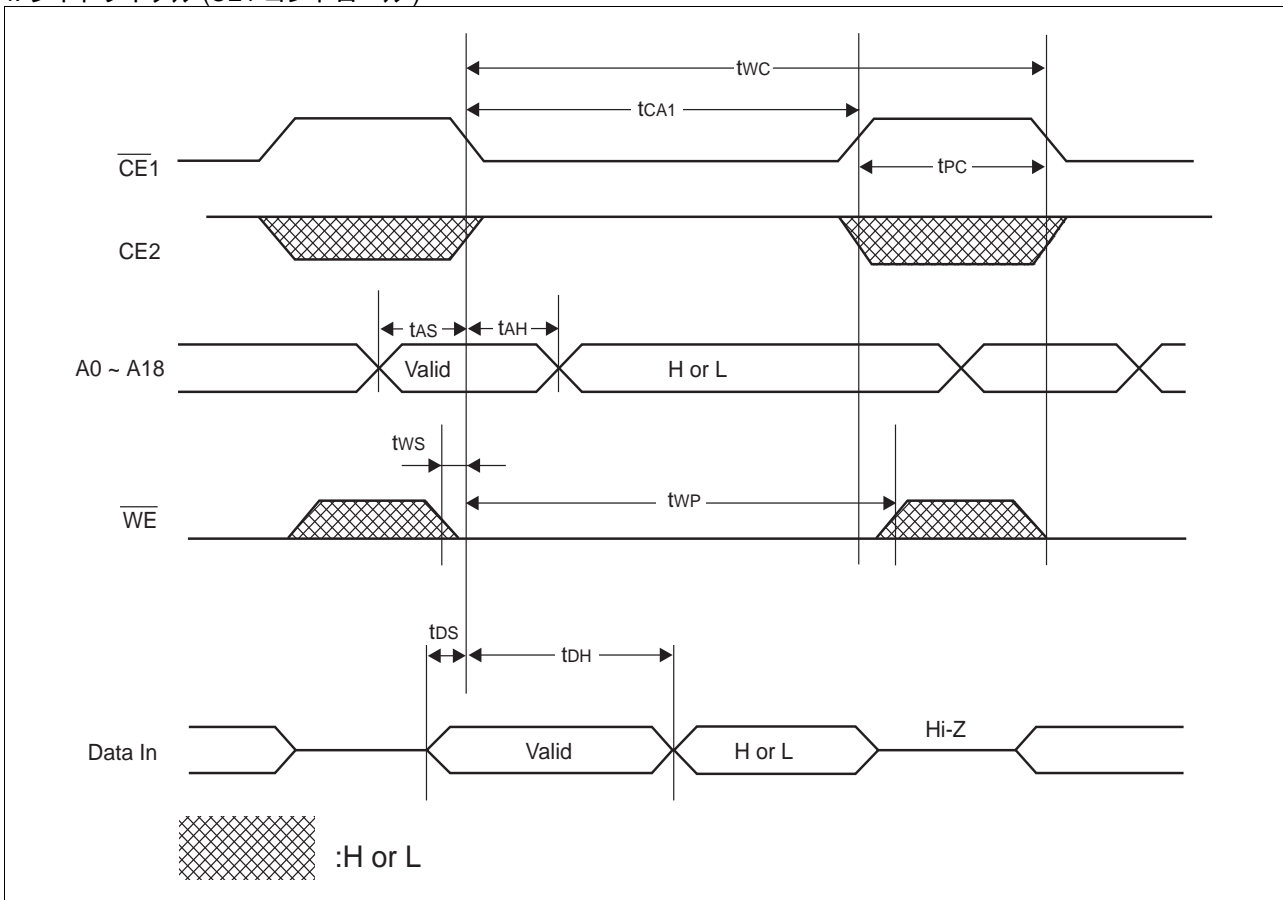 tWC
tCA1
CE1
tPC
CE2
tAS
tAH
A0 ~ A18
Valid
H or L
tWS
tWP
WE
tDS
tDH
Hi-Z
Data In
Valid
H or L
:H or L